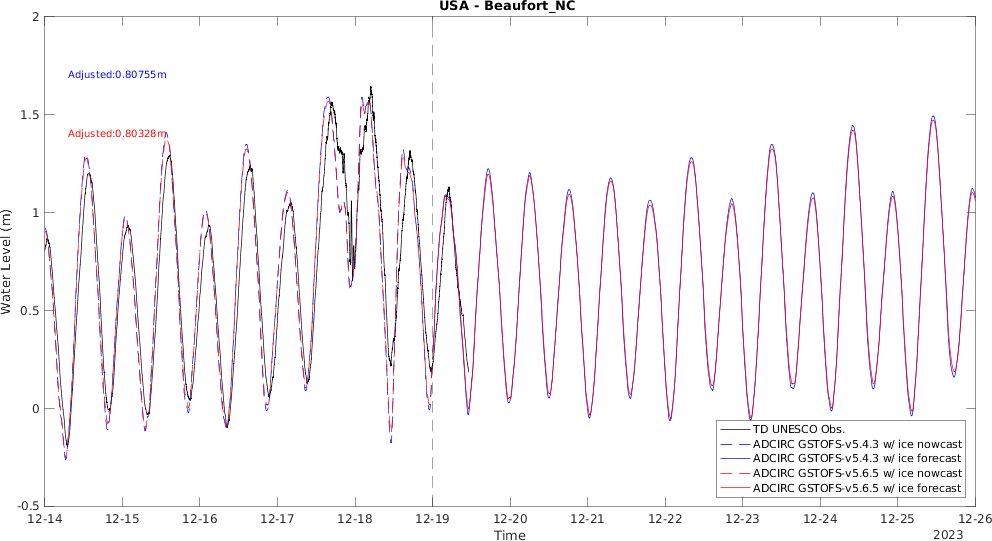 USA - Beaufort_NC
2
1.5
1
0.5
0
-0.5
Water Level (m)
Adjusted:0.80755m
Adjusted:0.80328m
TD UNESCO Obs.
ADCIRC GSTOFS-v5.4.3 w/ ice nowcast
ADCIRC GSTOFS-v5.4.3 w/ ice forecast
ADCIRC GSTOFS-v5.6.5 w/ ice nowcast
ADCIRC GSTOFS-v5.6.5 w/ ice forecast
12-14 12-15 12-16 12-17 12-18 12-19 12-20 12-21 12-22 12-23 12-24 12-25 12-26
Time
2023